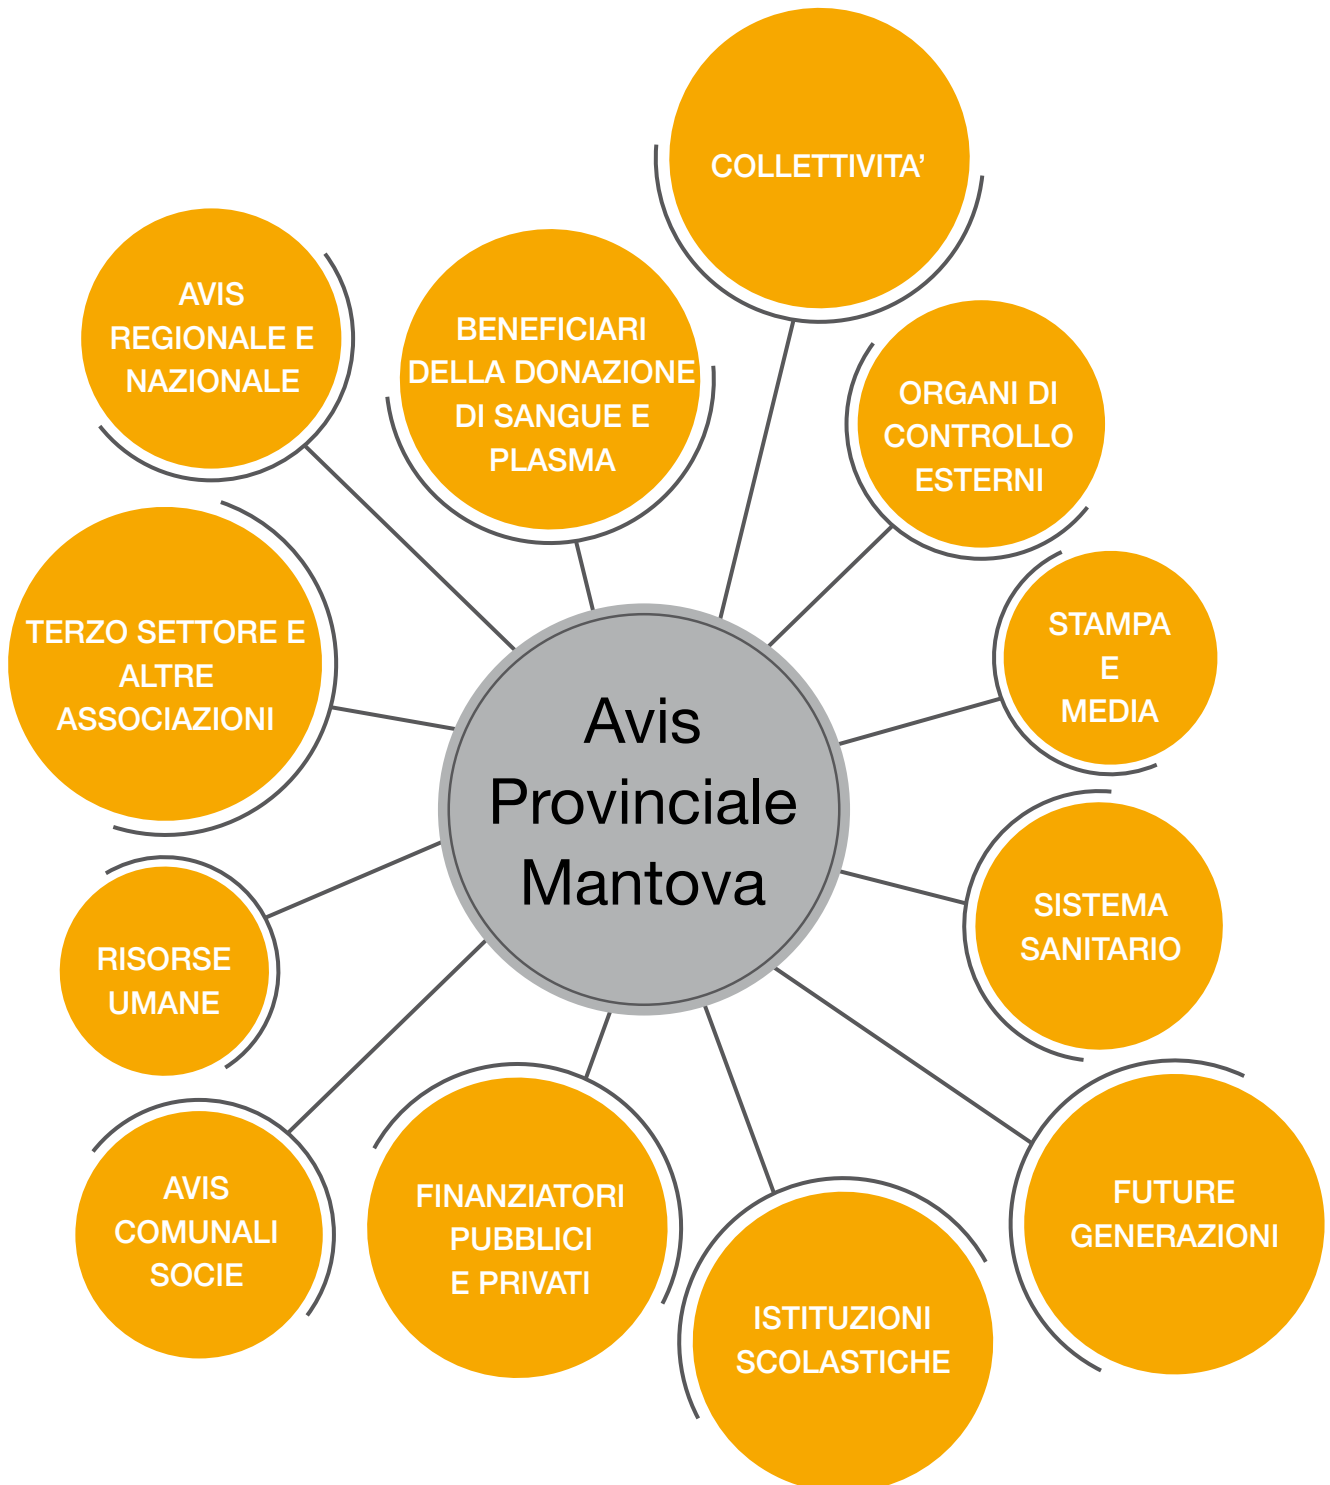 COLLETTIVITA’
AVIS
REGIONALE E
NAZIONALE
BENEFICIARI
DELLA DONAZIONE
DI SANGUE E
PLASMA
ORGANI DI
CONTROLLO
ESTERNI
TERZO SETTORE E
ALTRE
ASSOCIAZIONI
STAMPA
E
MEDIA
Avis
Provinciale
Mantova
RISORSE
UMANE
SISTEMA
SANITARIO
AVIS
COMUNALI
SOCIE
FINANZIATORI
PUBBLICI
E PRIVATI
ISTITUZIONI
SCOLASTICHE
FUTURE
GENERAZIONI